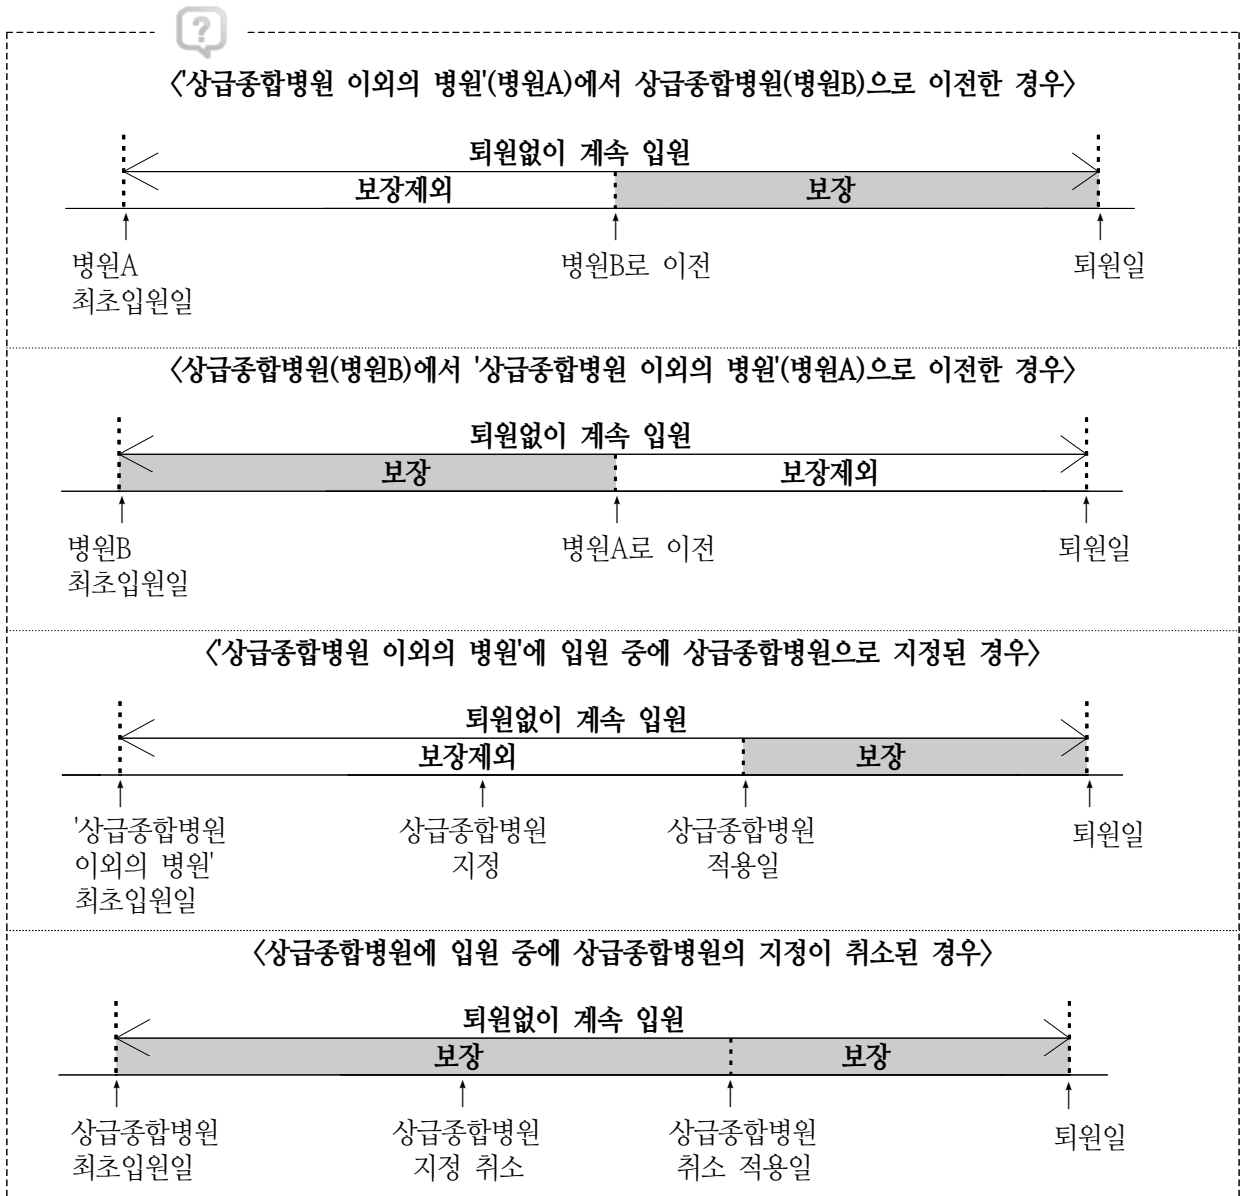 ?
〈'상급종합병원 이외의 병원'(병원A)에서 상급종합병원(병원B)으로 이전한 경우〉
퇴원없이 계속 입원
보장제외 보장
병원A 병원B로 이전 퇴원일
최초입원일
〈상급종합병원(병원B)에서 '상급종합병원 이외의 병원'(병원A)으로 이전한 경우〉
퇴원없이 계속 입원
보장 보장제외
병원B 병원A로 이전 퇴원일
최초입원일
〈'상급종합병원 이외의 병원'에 입원 중에 상급종합병원으로 지정된 경우〉
퇴원없이 계속 입원
보장제외 보장
'상급종합병원 상급종합병원 상급종합병원 퇴원일
이외의 병원' 지정 적용일
최초입원일
〈상급종합병원에 입원 중에 상급종합병원의 지정이 취소된 경우〉
퇴원없이 계속 입원
보장 보장
상급종합병원 상급종합병원 상급종합병원 퇴원일
최초입원일 지정 취소 취소 적용일